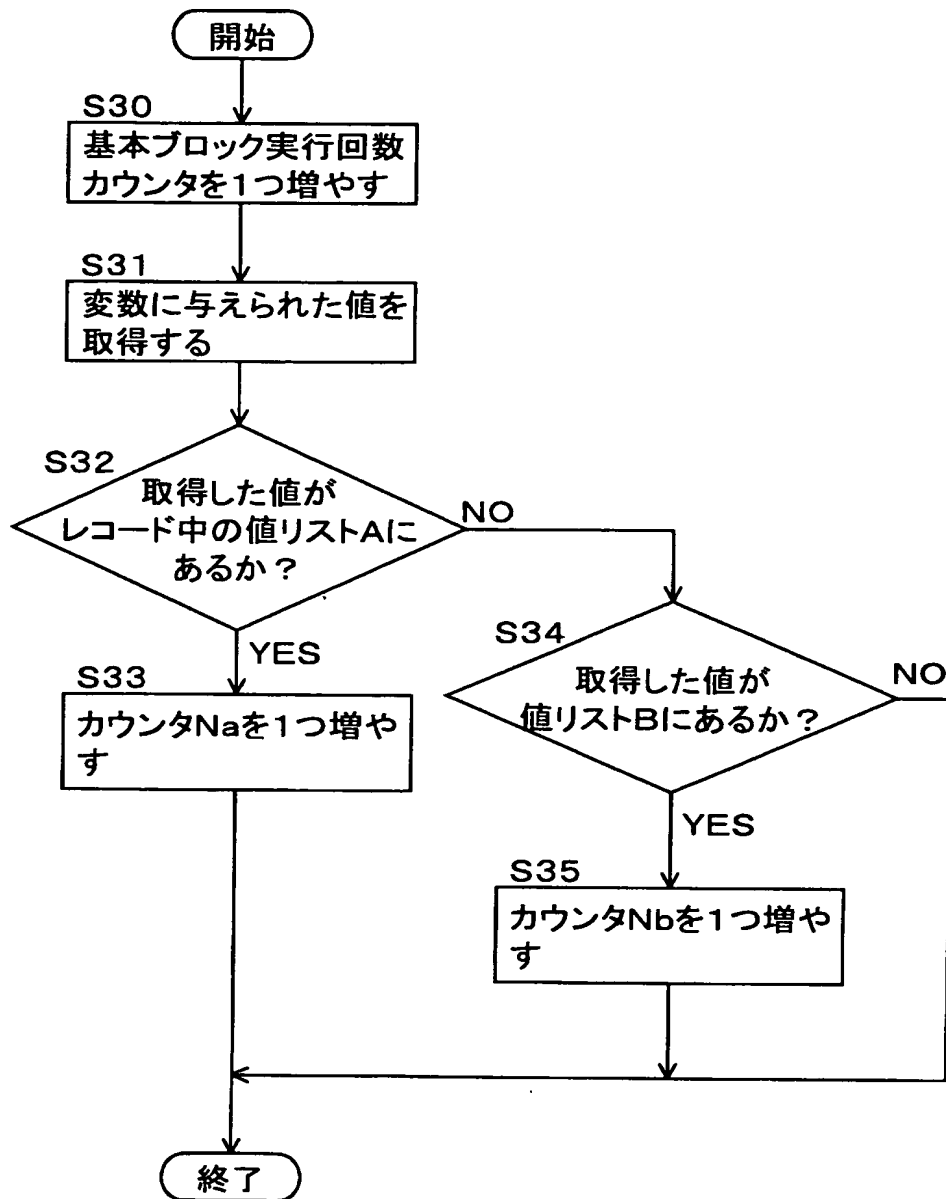 開始
S30
基本ブロック実行回数
カウンタを1つ増やす
S31
変数に与えられた値を
取得する
S32
取得した値が
レコード中の値リストAに
あるか?
NO
YES
S33
カウンタNaを1つ増や
す
S34
取得した値が
値リストBにあるか?
NO
YES
S35
カウンタNbを1つ増や
す
終了